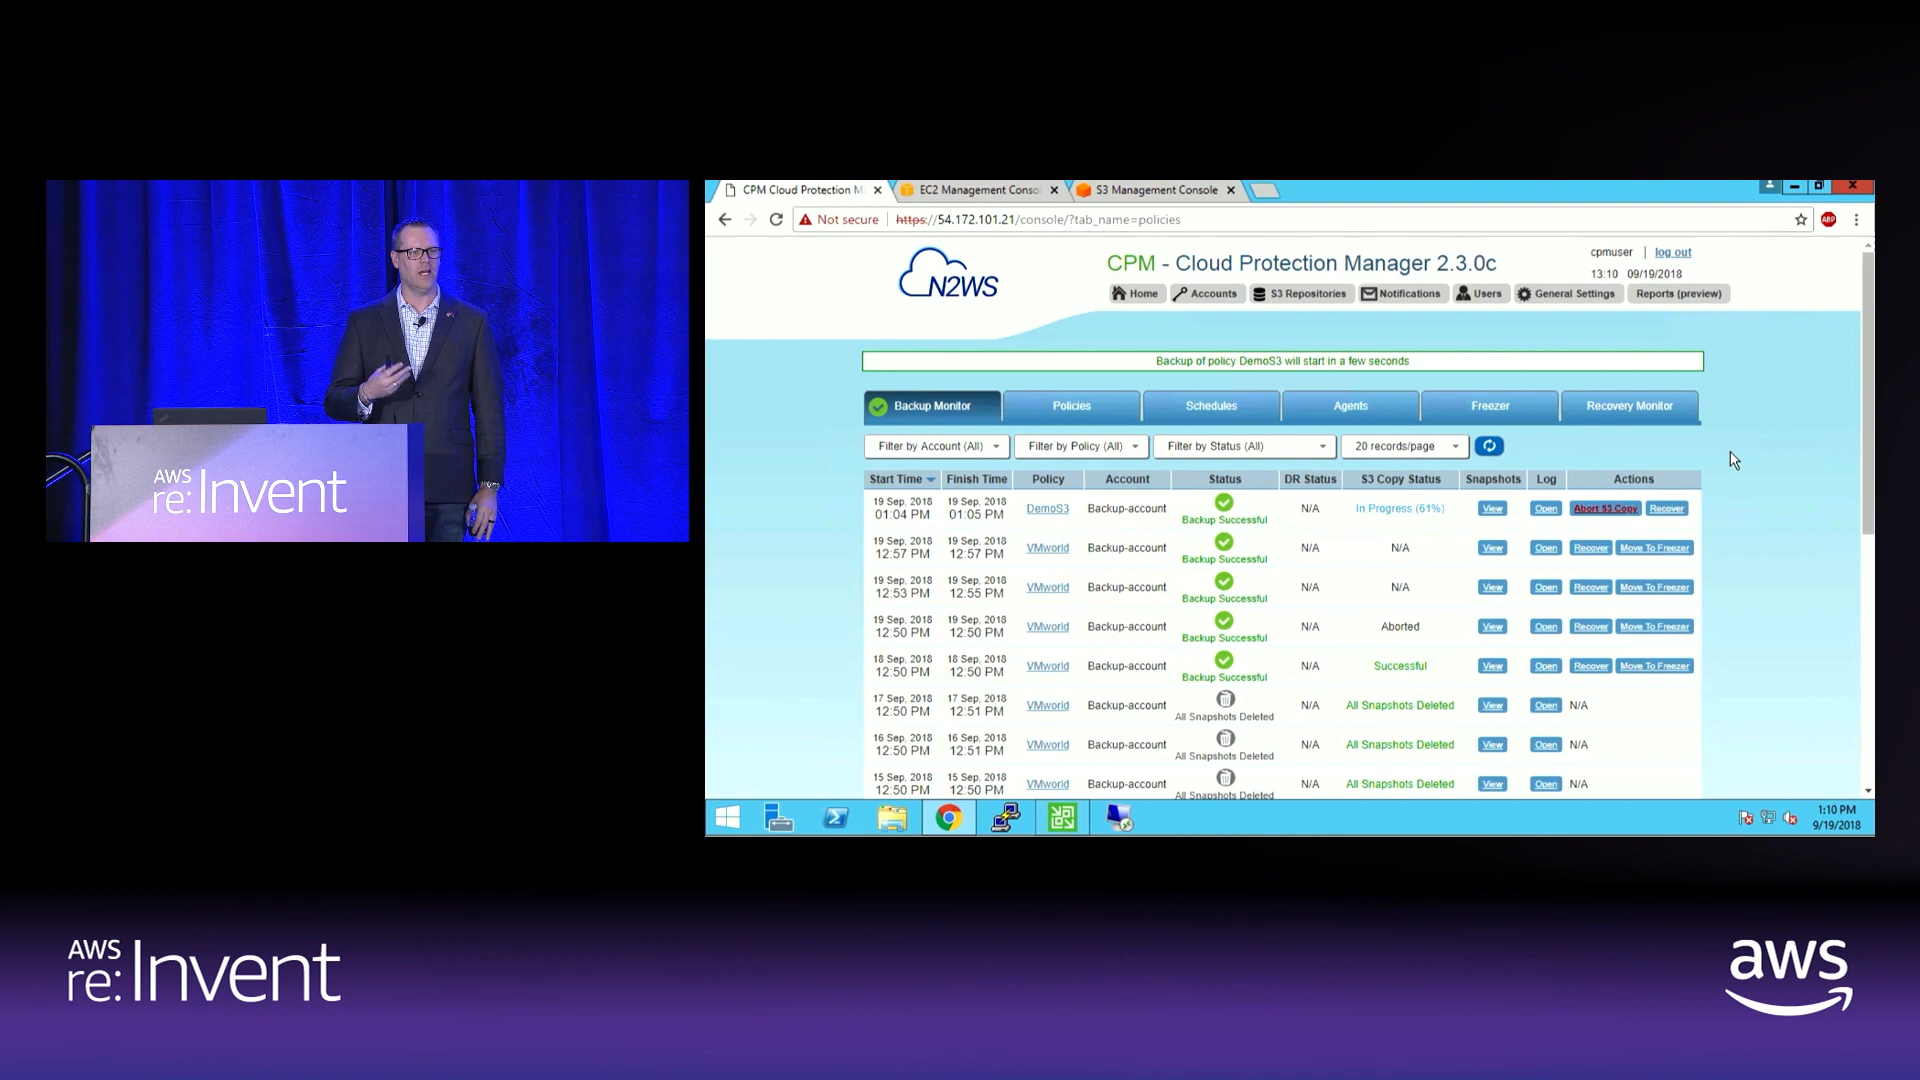 AWS
re:Invent
CPM Cloud Protection M
EC2 Management Conso
S3 Management Console
Not secure | https://54.172.101.21/console/?tab_name=policies
ABP
N2WS
CPM - Cloud Protection Manager 2.3.0c
cpmuser | log out
13:10 09/19/2018
Home Accounts S3 Repositories Notifications Users General Settings Reports (preview)
Backup of policy DemoS3 will start in a few seconds
Backup Monitor Policies Schedules Agents Freezer Recovery Monitor
Filter by Account (All) Filter by Policy (All) Filter by Status (All) 20 records/page
Start Time Finish Time Policy Account Status DR Status S3 Copy Status Snapshots Log Actions
19 Sep, 2018 01:04 PM 19 Sep, 2018 01:05 PM DemoS3 Backup-account Backup Successful N/A In Progress (61%) View Open Abort S3 Copy Recover
19 Sep, 2018 12:57 PM 19 Sep, 2018 12:57 PM VMworld Backup-account Backup Successful N/A N/A View Open Recover Move To Freezer
19 Sep, 2018 12:53 PM 19 Sep, 2018 12:55 PM VMworld Backup-account Backup Successful N/A N/A View Open Recover Move To Freezer
19 Sep, 2018 12:50 PM 19 Sep, 2018 12:50 PM VMworld Backup-account Backup Successful N/A Aborted View Open Recover Move To Freezer
18 Sep, 2018 12:50 PM 18 Sep, 2018 12:50 PM VMworld Backup-account Backup Successful N/A Successful View Open Recover Move To Freezer
17 Sep, 2018 12:50 PM 17 Sep, 2018 12:51 PM VMworld Backup-account All Snapshots Deleted N/A All Snapshots Deleted View Open N/A
16 Sep, 2018 12:50 PM 16 Sep, 2018 12:51 PM VMworld Backup-account All Snapshots Deleted N/A All Snapshots Deleted View Open N/A
15 Sep, 2018 12:50 PM 15 Sep, 2018 12:50 PM VMworld Backup-account All Snapshots Deleted N/A All Snapshots Deleted View Open N/A
1:10 PM
9/19/2018
AWS
re:Invent
aws